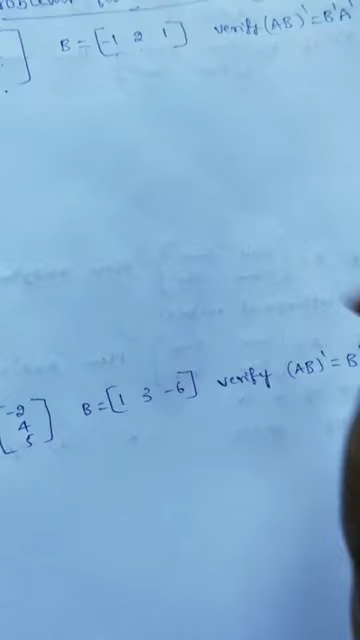 B = [-1 2 1] verify (AB)' = B'A'
[-2 4 5] B = [1 3 -6] verify (AB)' = B'